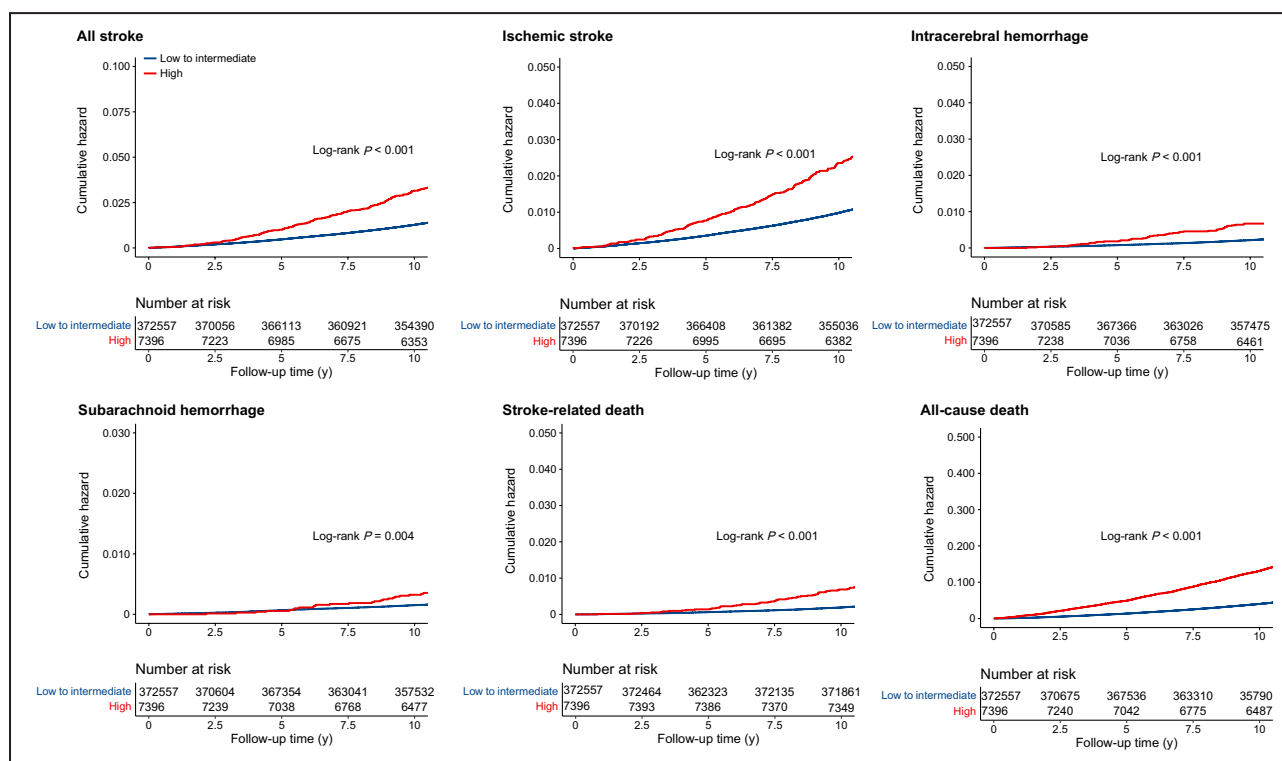 All stroke
Low to intermediate
High
0.100
0.075
0.050
0.025
0
Cumulative hazard
Log-rank P < 0.001
0 2.5 5 7.5 10
Number at risk
Low to intermediate 372557 370056 366113 360921 354390
High 7396 7223 6985 6675 6353
0 2.5 5 7.5 10
Follow-up time (y)
Ischemic stroke
0.050
0.040
0.030
0.020
0.010
0
Cumulative hazard
Log-rank P < 0.001
0 2.5 5 7.5 10
Number at risk
Low to intermediate 372557 370192 366408 361382 355036
High 7396 7226 6995 6695 6382
0 2.5 5 7.5 10
Follow-up time (y)
Intracerebral hemorrhage
0.050
0.040
0.030
0.020
0.010
0
Cumulative hazard
Log-rank P < 0.001
0 2.5 5 7.5 10
Number at risk
Low to intermediate 372557 370585 367366 363026 357475
High 7396 7238 7036 6758 6461
0 2.5 5 7.5 10
Follow-up time (y)
Subarachnoid hemorrhage
0.030
0.020
0.010
0
Cumulative hazard
Log-rank P = 0.004
0 2.5 5 7.5 10
Number at risk
Low to intermediate 372557 370604 367354 363041 357532
High 7396 7239 7038 6768 6477
0 2.5 5 7.5 10
Follow-up time (y)
Stroke-related death
0.050
0.040
0.030
0.020
0.010
0
Cumulative hazard
Log-rank P < 0.001
0 2.5 5 7.5 10
Number at risk
Low to intermediate 372557 372464 362323 372135 371861
High 7396 7393 7386 7370 7349
0 2.5 5 7.5 10
Follow-up time (y)
All-cause death
0.500
0.400
0.300
0.200
0.100
0
Cumulative hazard
Log-rank P < 0.001
0 2.5 5 7.5 10
Number at risk
Low to intermediate 372557 370675 367536 363310 35790
High 7396 7240 7042 6775 6487
0 2.5 5 7.5 10
Follow-up time (y)